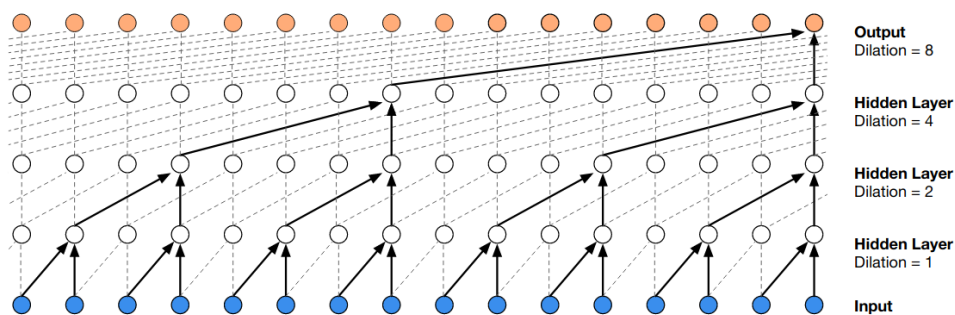 Output
Dilation = 8
Hidden Layer
Dilation = 4
Hidden Layer
Dilation = 2
Hidden Layer
Dilation = 1
Input